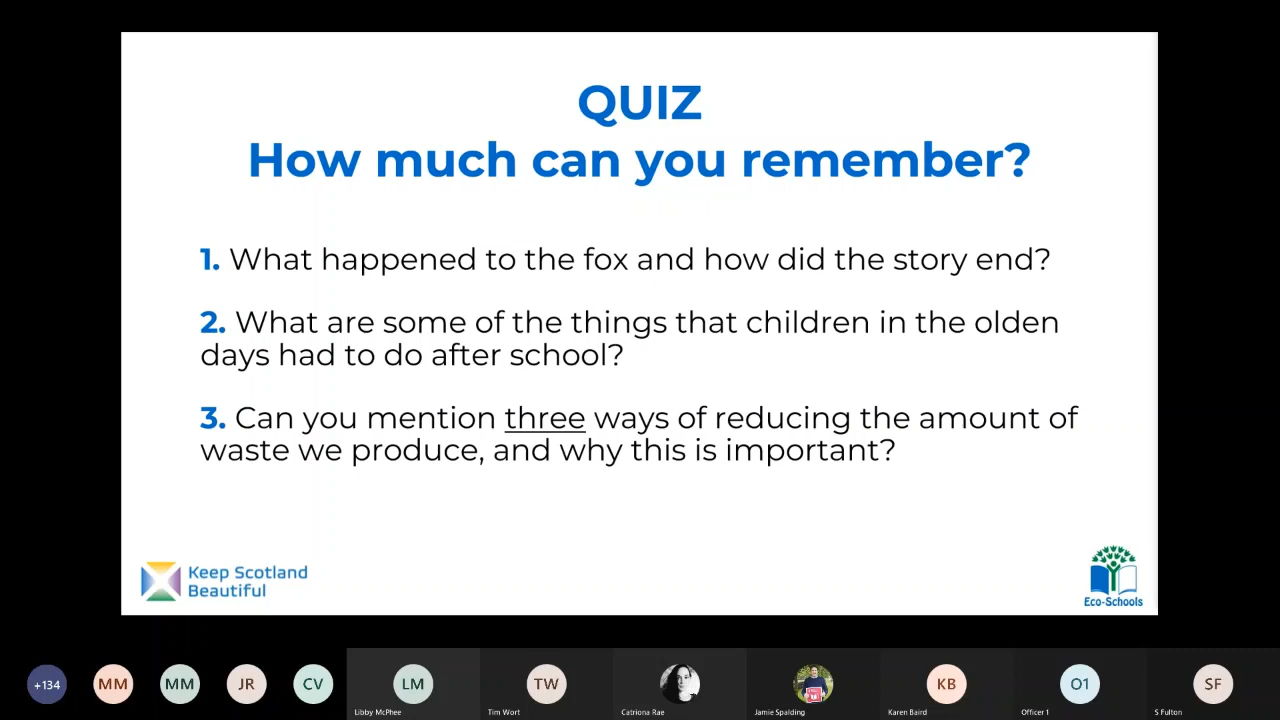 QUIZ
How much can you remember?
1. What happened to the fox and how did the story end?
2. What are some of the things that children in the olden
days had to do after school?
3. Can you mention three ways of reducing the amount of
waste we produce, and why this is important?
Keep Scotland
Beautiful
Eco-Schools
+134
MM
MM
JR
CV
LM
Libby McPhee
TW
Tim Wort
Catriona Rae
Jamie Spalding
KB
Karen Baird
O1
Officer 1
SF
S Fulton